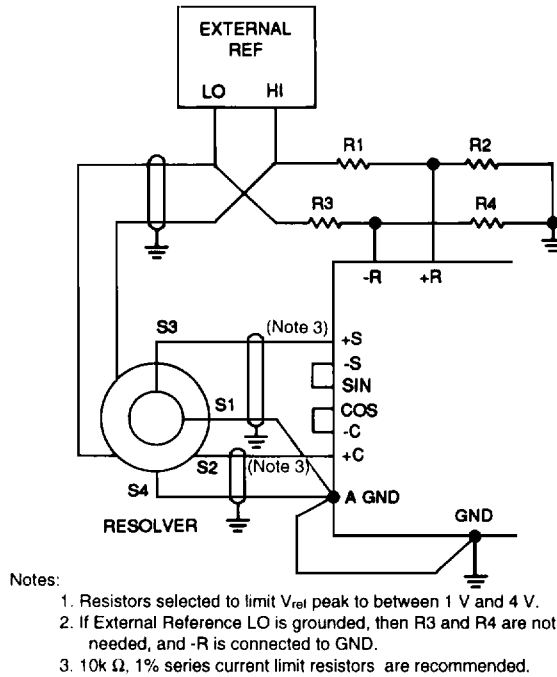 EXTERNAL
REF
LO HI
R1 R2
R3 R4
-R +R
S3 (Note 3) +S
-S
SIN
S1 COS
-C
S2 (Note 3) +C
S4 A GND
GND
RESOLVER
Notes:
1. Resistors selected to limit Vref peak to between 1 V and 4 V.
2. If External Reference LO is grounded, then R3 and R4 are not
needed, and -R is connected to GND.
3. 10k Ω, 1% series current limit resistors are recommended.